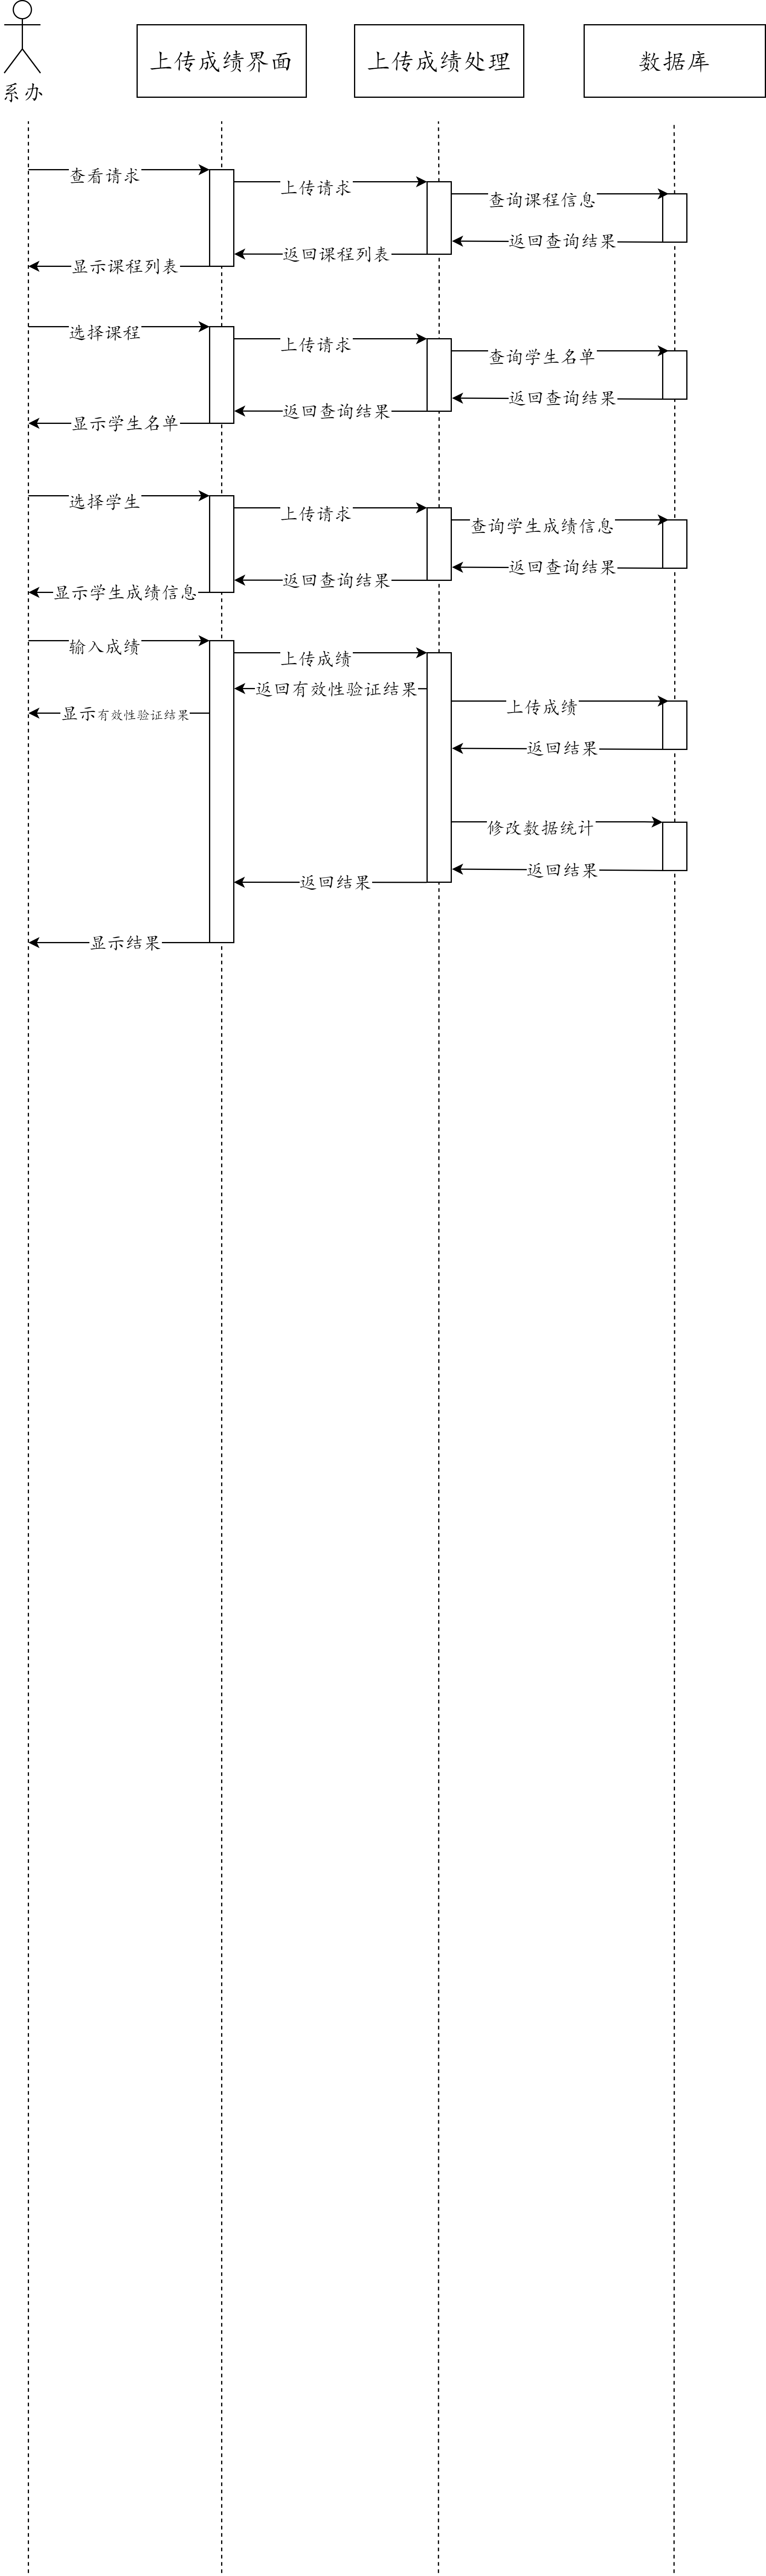 系办
上传成绩界面
上传成绩处理
数据库
查看请求
上传请求
查询课程信息
返回查询结果
返回课程列表
显示课程列表
选择课程
上传请求
查询学生名单
返回查询结果
返回查询结果
显示学生名单
选择学生
上传请求
查询学生成绩信息
返回查询结果
返回查询结果
显示学生成绩信息
输入成绩
上传成绩
返回有效性验证结果
上传成绩
显示有效性验证结果
返回结果
修改数据统计
返回结果
返回结果
显示结果